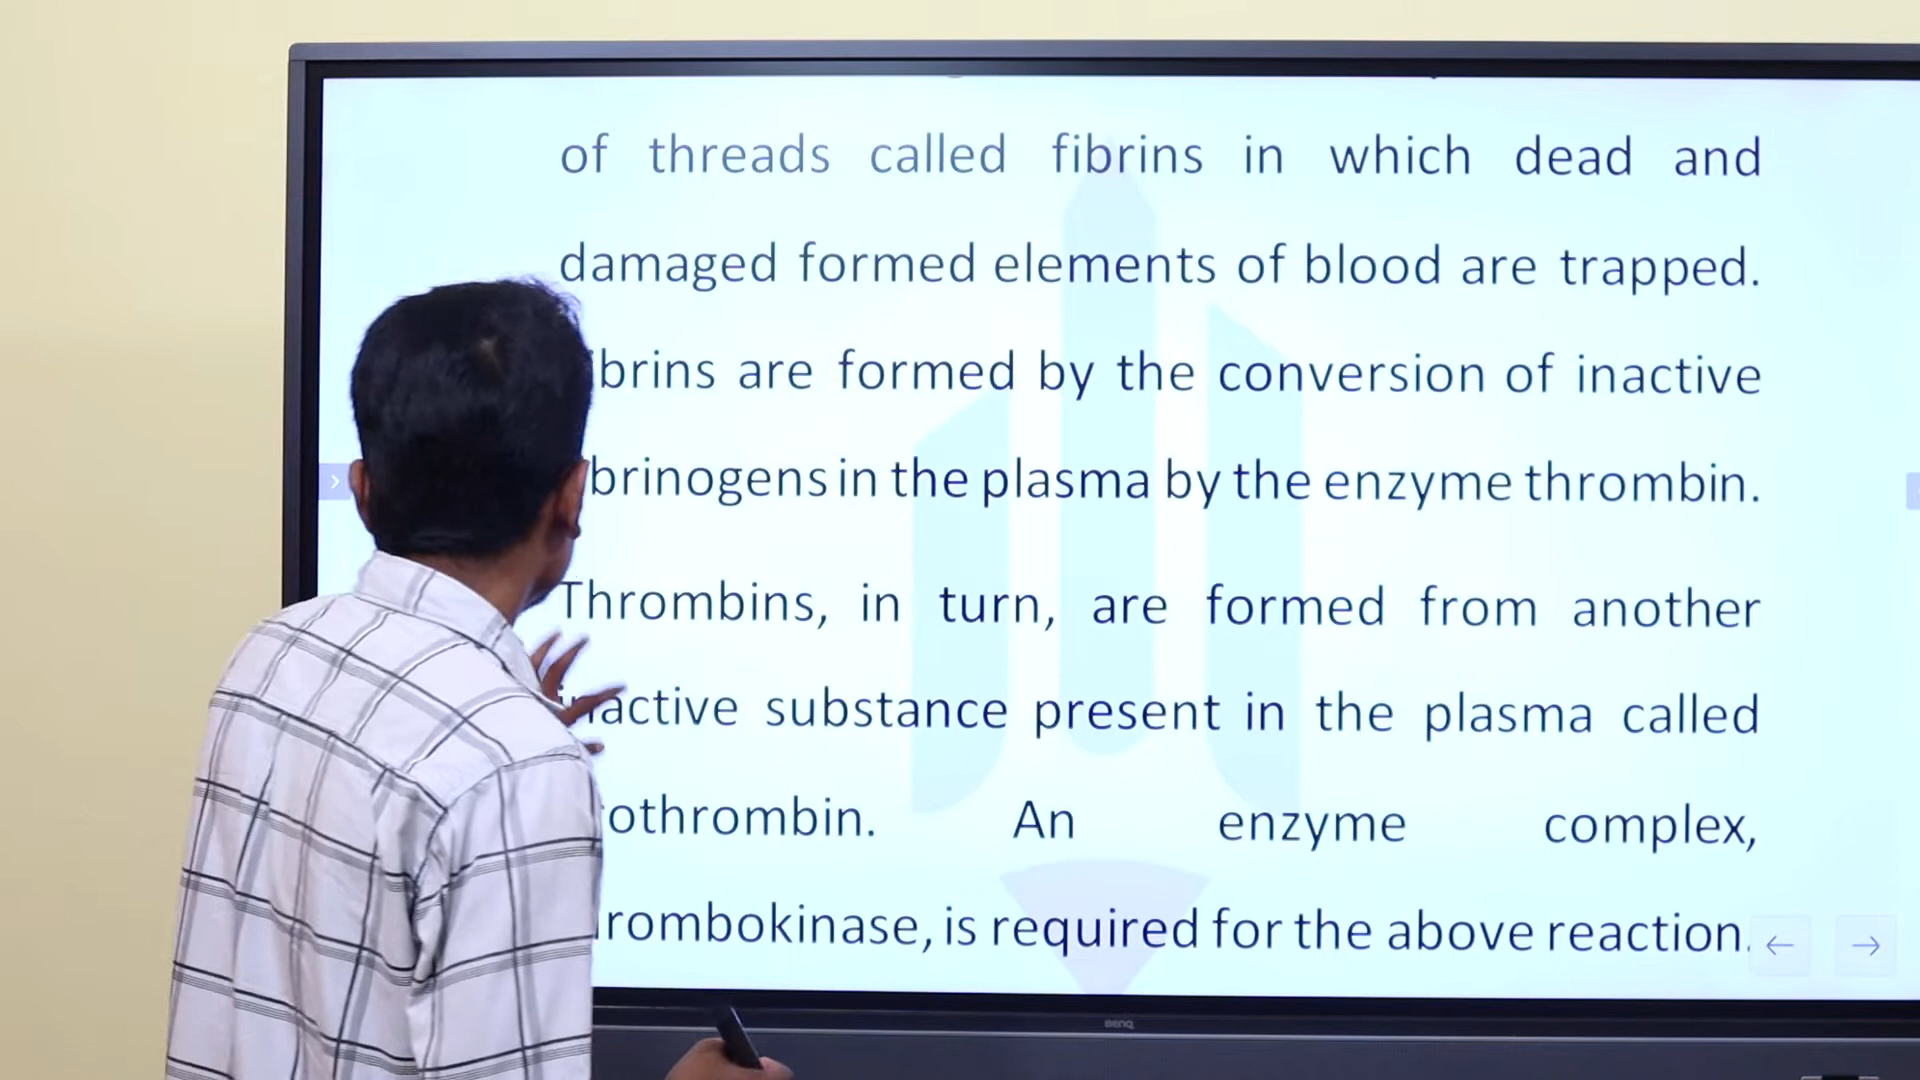 of threads called fibrins in which dead and
damaged formed elements of blood are trapped.
brins are formed by the conversion of inactive
brinogens in the plasma by the enzyme thrombin.
Thrombins, in turn, are formed from another
inactive substance present in the plasma called
othrombin. An enzyme complex,
rombokinase, is required for the above reaction.
BenQ